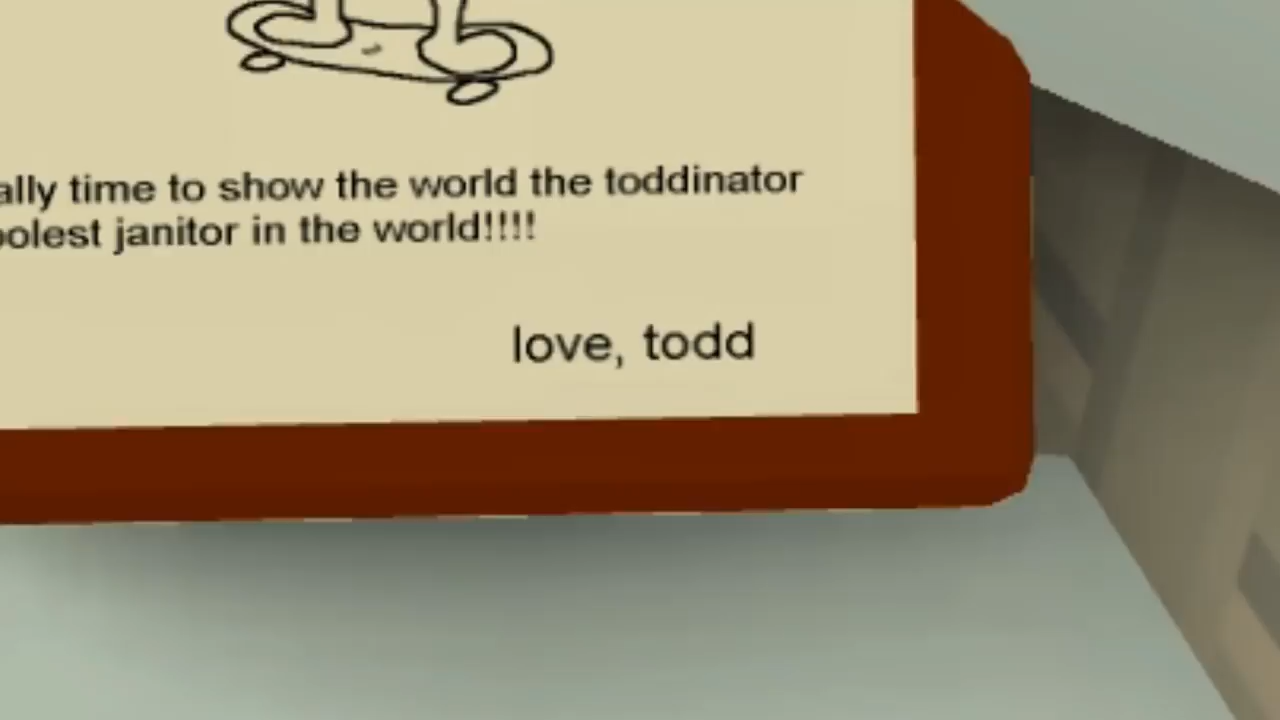 ally time to show the world the toddinator
oolest janitor in the world!!!!
love, todd